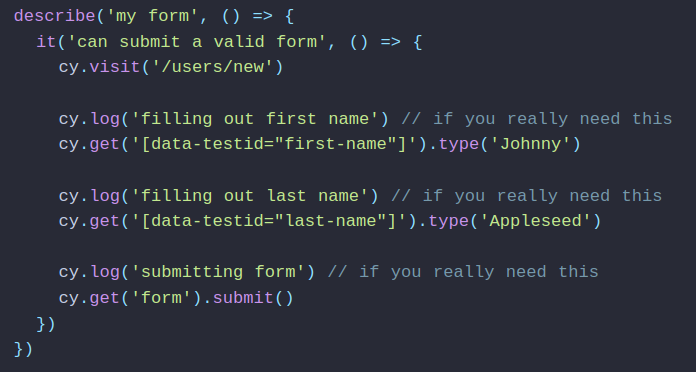 describe('my form', () => {
  it('can submit a valid form', () => {
    cy.visit('/users/new')

    cy.log('filling out first name') // if you really need this
    cy.get('[data-testid="first-name"]').type('Johnny')

    cy.log('filling out last name') // if you really need this
    cy.get('[data-testid="last-name"]').type('Appleseed')

    cy.log('submitting form') // if you really need this
    cy.get('form').submit()
  })
})